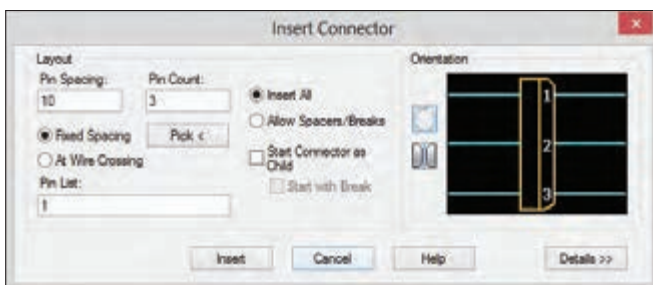 Insert Connector
Layout
Pin Spacing:
Pin Count:
10
3
Fixed Spacing
Pick <
At Wire Crossing
Pin List:
1
Insert All
Allow Spacers/Breaks
Start Connector as
Child
Start with Break
Orientation
1
2
3
Insert
Cancel
Help
Details >>